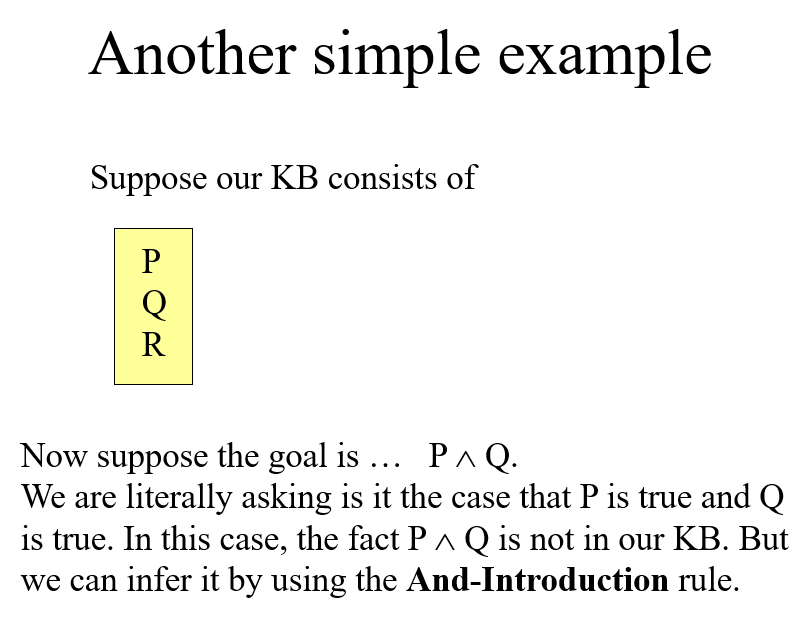 Another simple example
Suppose our KB consists of
P
Q
R
Now suppose the goal is … P ∧ Q.
We are literally asking is it the case that P is true and Q
is true. In this case, the fact P ∧ Q is not in our KB. But
we can infer it by using the And-Introduction rule.